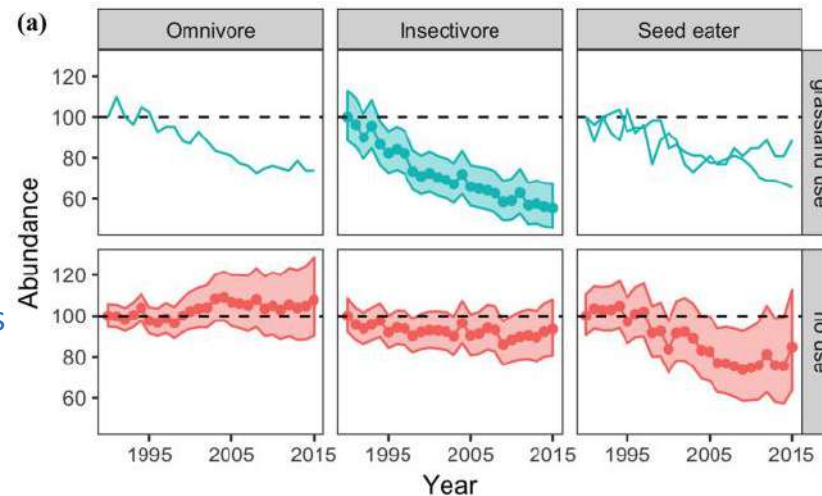 (a)
Omnivore
Insectivore
Seed eater
120
100
80
60
grassland use
120
100
80
60
no use
Abundance
s
1995
2005
2015
1995
2005
2015
1995
2005
2015
Year